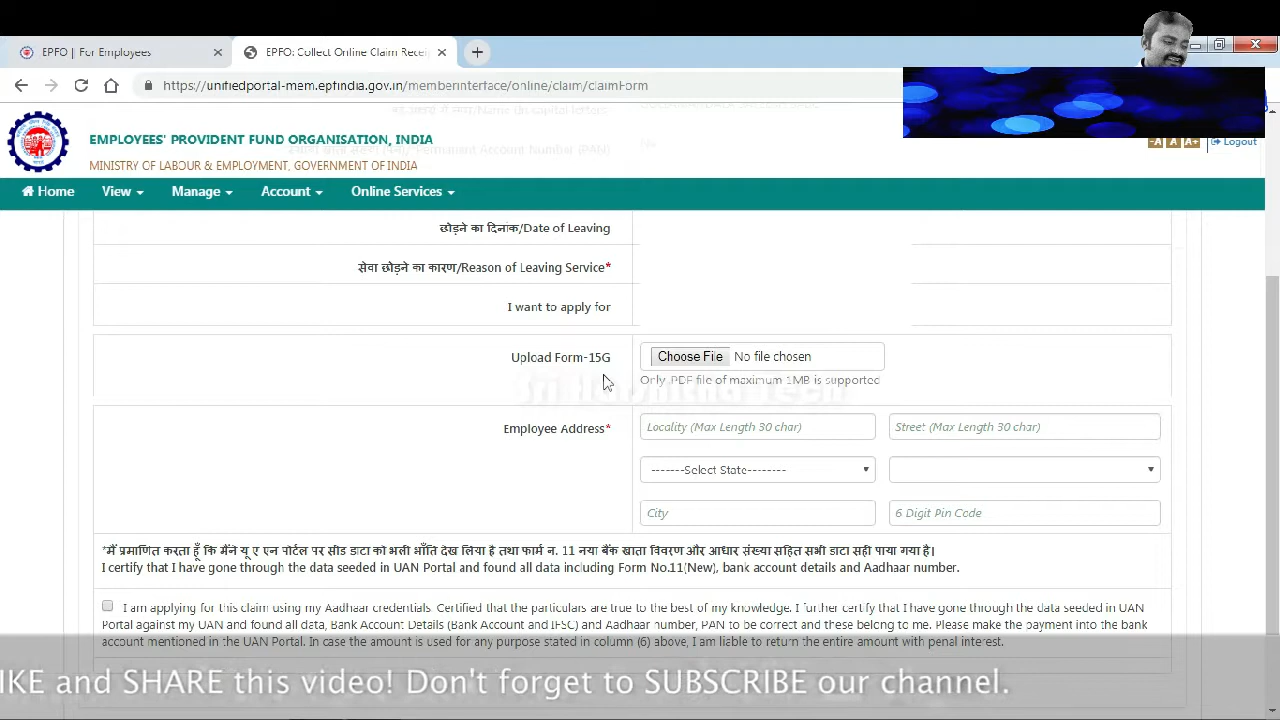 EPFO | For Employees
EPFO: Collect Online Claim Recei
https://unifiedportal-mem.epfindia.gov.in/memberinterface/online/claim/claimForm
EMPLOYEES' PROVIDENT FUND ORGANISATION, INDIA
MINISTRY OF LABOUR & EMPLOYMENT, GOVERNMENT OF INDIA
Name (In capital letters
Permanent Account Number (PAN)
No
-A A A+ Logout
Home View Manage Account Online Services
छोड़ने का दिनांक/Date of Leaving
सेवा छोड़ने का कारण/Reason of Leaving Service*
I want to apply for
Upload Form-15G
Choose File No file chosen
Only PDF file of maximum 1MB is supported
Employee Address*
Locality (Max Length 30 char) Street (Max Length 30 char)
-------Select State--------
City 6 Digit Pin Code
*मैं प्रमाणित करता हूँ कि मैंने यू ए एन पोर्टल पर सीड डाटा को भली भाँति देख लिया है तथा फार्म न. 11 नया बैंक खाता विवरण और आधार संख्या सहित सभी डाटा सही पाया गया है।
I certify that I have gone through the data seeded in UAN Portal and found all data including Form No.11(New), bank account details and Aadhaar number.
I am applying for this claim using my Aadhaar credentials. Certified that the particulars are true to the best of my knowledge. I further certify that I have gone through the data seeded in UAN
Portal against my UAN and found all data, Bank Account Details (Bank Account and IFSC) and Aadhaar number, PAN to be correct and these belong to me. Please make the payment into the bank
account mentioned in the UAN Portal. In case the amount is used for any purpose stated in column (6) above, I am liable to return the entire amount with penal interest.
IKE and SHARE this video! Don't forget to SUBSCRIBE our channel.